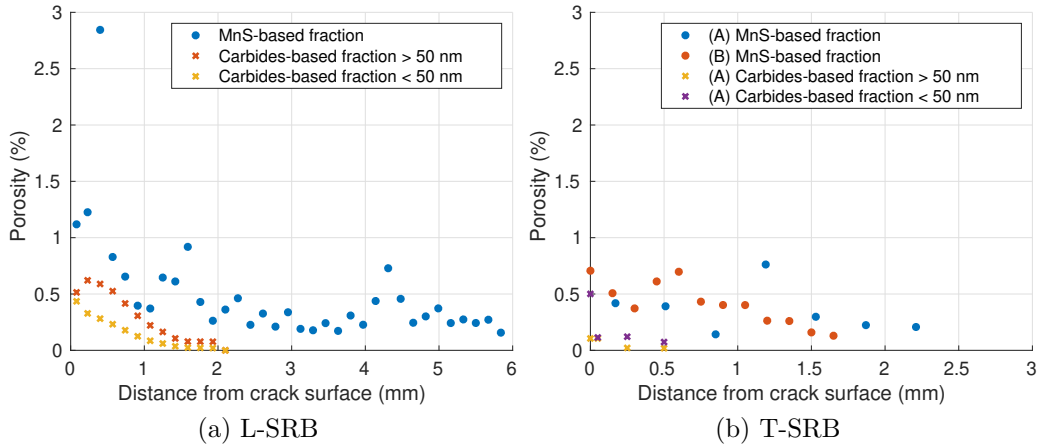 3
2.5
2
1.5
1
0.5
0
Porosity (%)
MnS-based fraction
Carbides-based fraction > 50 nm
Carbides-based fraction < 50 nm
0 1 2 3 4 5 6
Distance from crack surface (mm)
(a) L-SRB
3
2.5
2
1.5
1
0.5
0
Porosity (%)
(A) MnS-based fraction
(B) MnS-based fraction
(A) Carbides-based fraction > 50 nm
(A) Carbides-based fraction < 50 nm
0 0.5 1 1.5 2 2.5 3
Distance from crack surface (mm)
(b) T-SRB